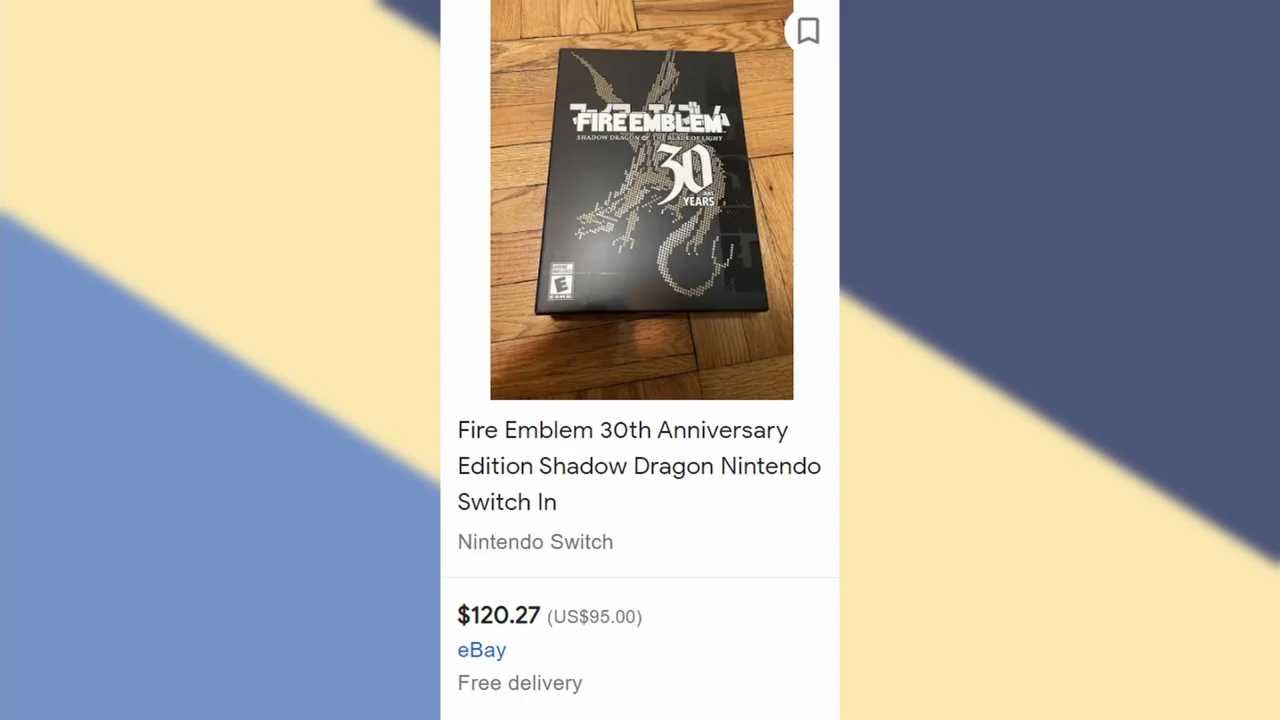 FIRE EMBLEM
SHADOW DRAGON & THE BLADE OF LIGHT
30
YEARS
E
Fire Emblem 30th Anniversary
Edition Shadow Dragon Nintendo
Switch In
Nintendo Switch
$120.27 (US$95.00)
eBay
Free delivery